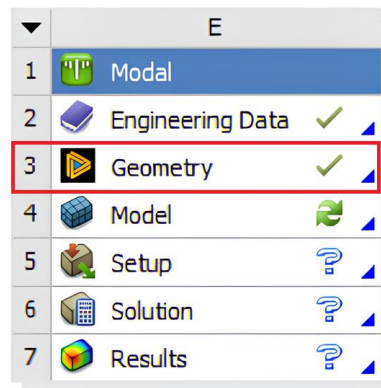 E
1 Modal
2 Engineering Data
3 Geometry
4 Model
5 Setup
6 Solution
7 Results